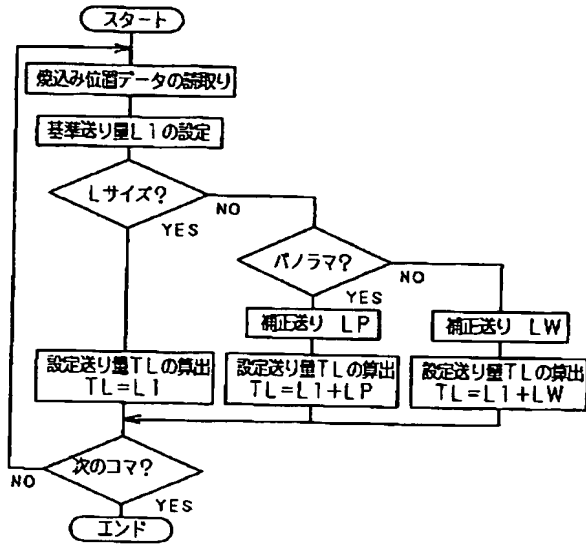 スタート
焼込み位置データの読取り
基準送り量L1の設定
Lサイズ?
NO
YES
パノラマ?
NO
YES
補正送り LP
補正送り LW
設定送り量TLの算出
TL=L1
設定送り量TLの算出
TL=L1+LP
設定送り量TLの算出
TL=L1+LW
次のコマ?
NO
YES
エンド